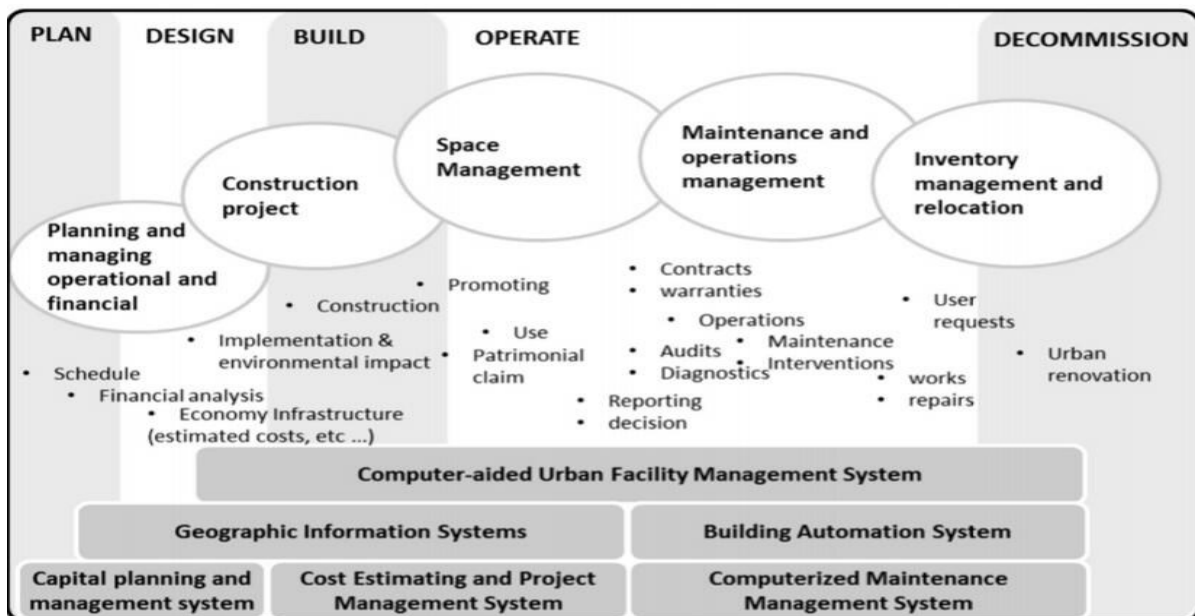 PLAN
DESIGN
BUILD
OPERATE
DECOMMISSION
Planning and
managing
operational and
financial
Construction
project
Space
Management
Maintenance and
operations
management
Inventory
management and
relocation
• Schedule
• Financial analysis
• Economy Infrastructure
(estimated costs, etc ...)
• Implementation &
environmental impact
• Construction
• Promoting
• Use
• Patrimonial
claim
• Contracts
• warranties
• Operations
• Audits
• Diagnostics
• Maintenance
• Interventions
• Reporting
• decision
• User
requests
• works
• repairs
• Urban
renovation
Computer-aided Urban Facility Management System
Geographic Information Systems
Building Automation System
Capital planning and
management system
Cost Estimating and Project
Management System
Computerized Maintenance
Management System